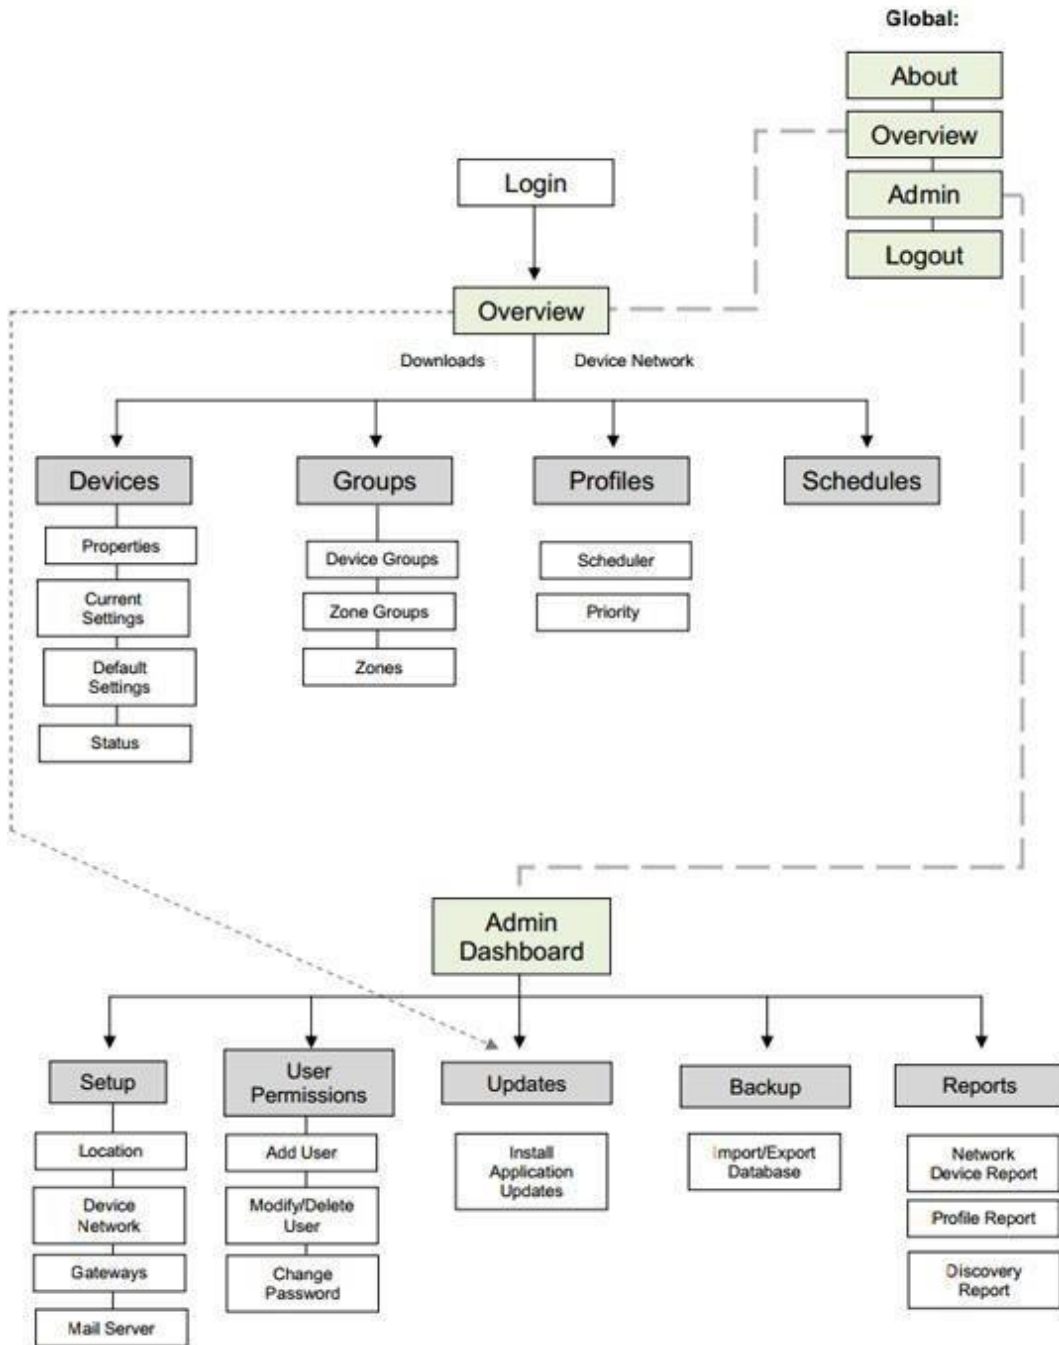 Global:
About
Overview
Admin
Logout
Login
Overview
Downloads
Device Network
Devices
Groups
Profiles
Schedules
Properties
Current
Settings
Default
Settings
Status
Device Groups
Zone Groups
Zones
Scheduler
Priority
Admin
Dashboard
Setup
User
Permissions
Updates
Backup
Reports
Location
Device
Network
Gateways
Mail Server
Add User
Modify/Delete
User
Change
Password
Install
Application
Updates
Import/Export
Database
Network
Device Report
Profile Report
Discovery
Report